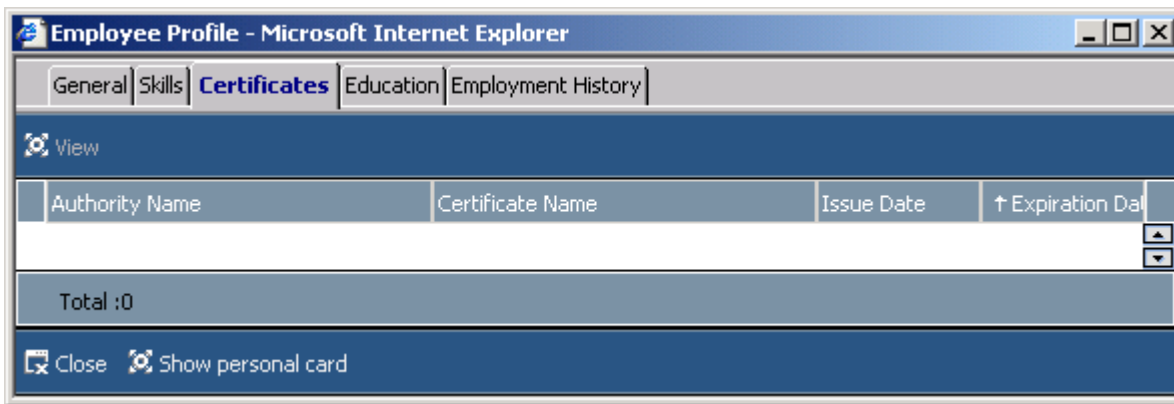 Employee Profile - Microsoft Internet Explorer
General Skills Certificates Education Employment History
View
Authority Name Certificate Name Issue Date ↑ Expiration Dat
Total :0
Close Show personal card